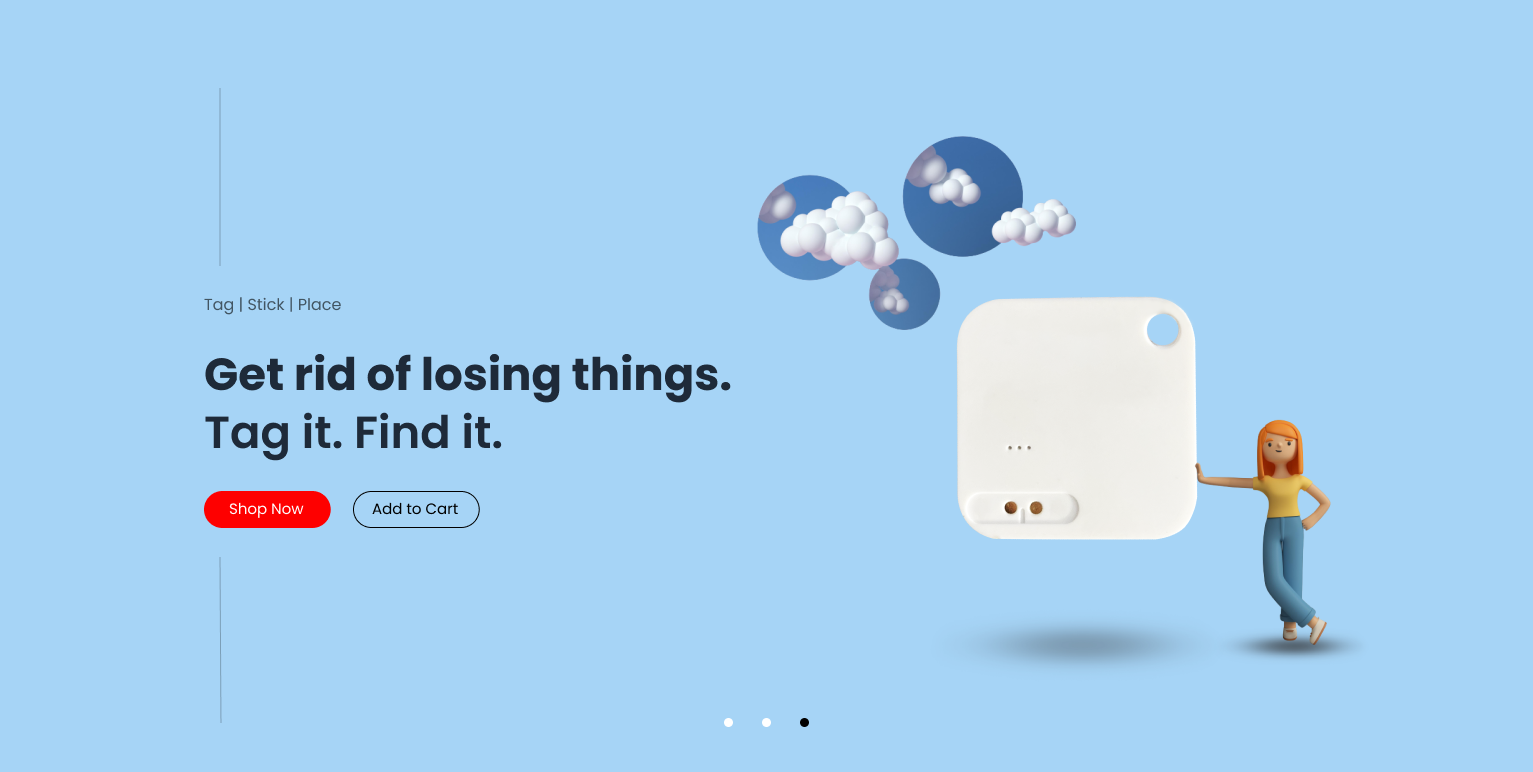 Tag | Stick | Place
Get rid of losing things.
Tag it. Find it.
Shop Now
Add to Cart